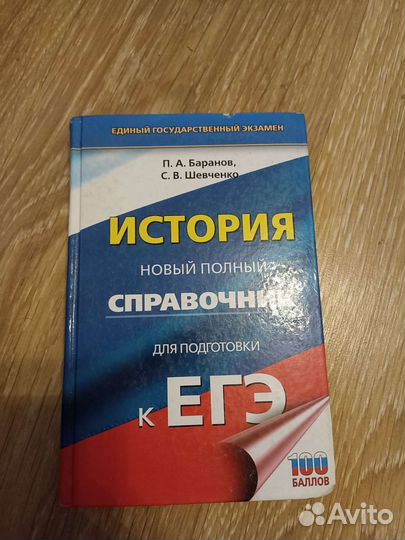 ЕДИНЫЙ ГОСУДАРСТВЕННЫЙ ЭКЗАМЕН
П. А. Баранов,
С. В. Шевченко
ИСТОРИЯ
НОВЫЙ ПОЛНЫЙ
СПРАВОЧНИК
ДЛЯ ПОДГОТОВКИ
К ЕГЭ
100
БАЛЛОВ
Avito